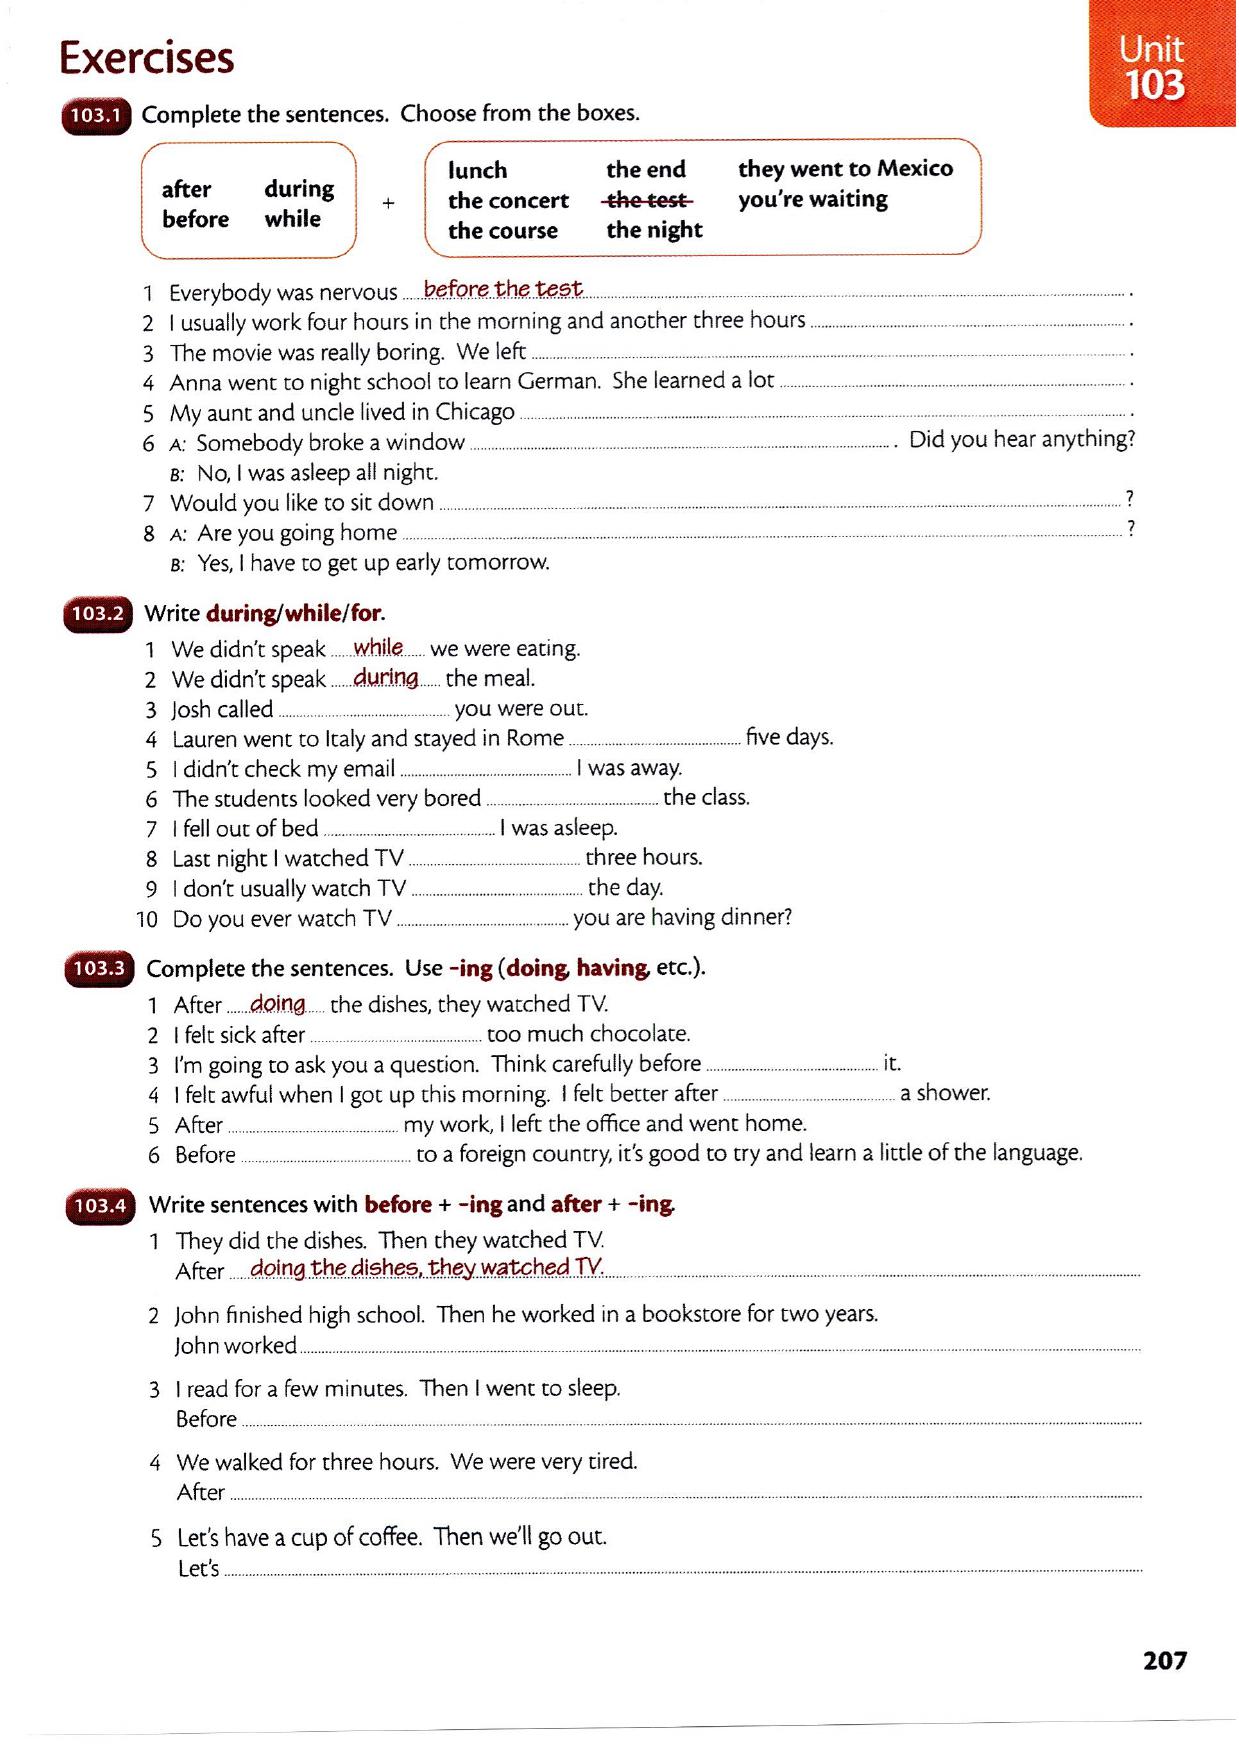 Exercises
Unit
103
103.1 Complete the sentences. Choose from the boxes.
after during
before while
+
lunch the end they went to Mexico
the concert the test you're waiting
the course the night
1 Everybody was nervous before the test.
2 I usually work four hours in the morning and another three hours .
3 The movie was really boring. We left .
4 Anna went to night school to learn German. She learned a lot .
5 My aunt and uncle lived in Chicago .
6 A: Somebody broke a window . Did you hear anything?
B: No, I was asleep all night.
7 Would you like to sit down ?
8 A: Are you going home ?
B: Yes, I have to get up early tomorrow.
103.2 Write during/while/for.
1 We didn't speak while we were eating.
2 We didn't speak during the meal.
3 Josh called you were out.
4 Lauren went to Italy and stayed in Rome five days.
5 I didn't check my email I was away.
6 The students looked very bored the class.
7 I fell out of bed I was asleep.
8 Last night I watched TV three hours.
9 I don't usually watch TV the day.
10 Do you ever watch TV you are having dinner?
103.3 Complete the sentences. Use -ing (doing, having, etc.).
1 After doing the dishes, they watched TV.
2 I felt sick after too much chocolate.
3 I'm going to ask you a question. Think carefully before it.
4 I felt awful when I got up this morning. I felt better after a shower.
5 After my work, I left the office and went home.
6 Before to a foreign country, it's good to try and learn a little of the language.
103.4 Write sentences with before + -ing and after + -ing.
1 They did the dishes. Then they watched TV.
After doing the dishes, they watched TV.
2 John finished high school. Then he worked in a bookstore for two years.
John worked
3 I read for a few minutes. Then I went to sleep.
Before
4 We walked for three hours. We were very tired.
After
5 Let's have a cup of coffee. Then we'll go out.
Let's
207